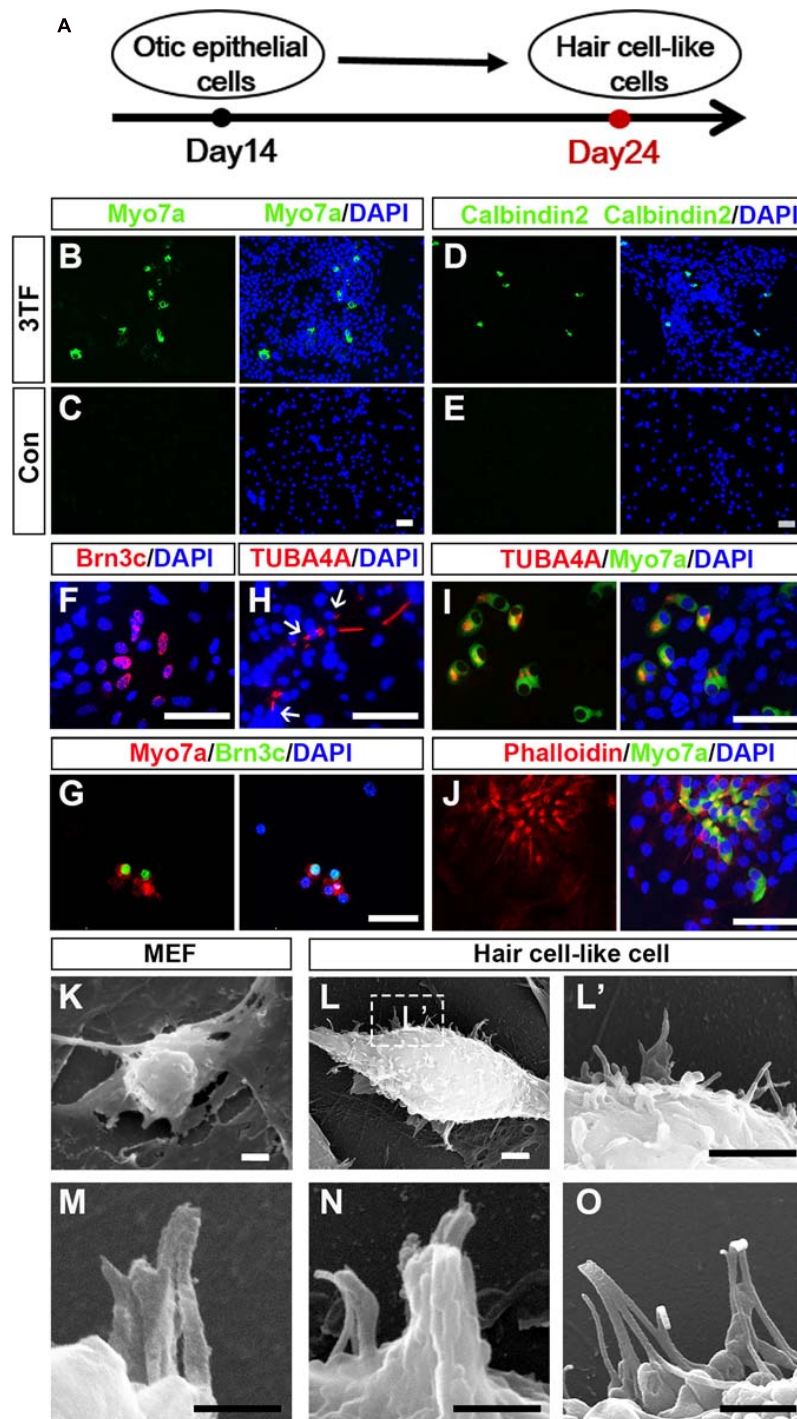 A
Otic epithelial
cells
Hair cell-like
cells
Day14
Day24
Myo7a
Myo7a/DAPI
Calbindin2
Calbindin2/DAPI
3TF
B
D
Con
C
E
Brn3c/DAPI
TUBA4A/DAPI
TUBA4A/Myo7a/DAPI
F
H
I
Myo7a/Brn3c/DAPI
Phalloidin/Myo7a/DAPI
G
J
MEF
Hair cell-like cell
K
L
L'
L'
M
N
O